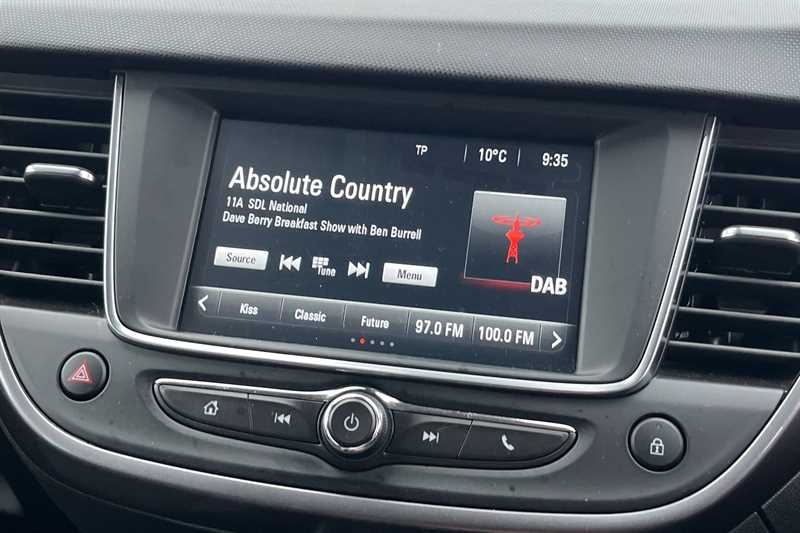 TP 10°C 9:35
Absolute Country
11A SDL National
Dave Berry Breakfast Show with Ben Burrell
Source Tune Menu
DAB
Kiss Classic Future 97.0 FM 100.0 FM